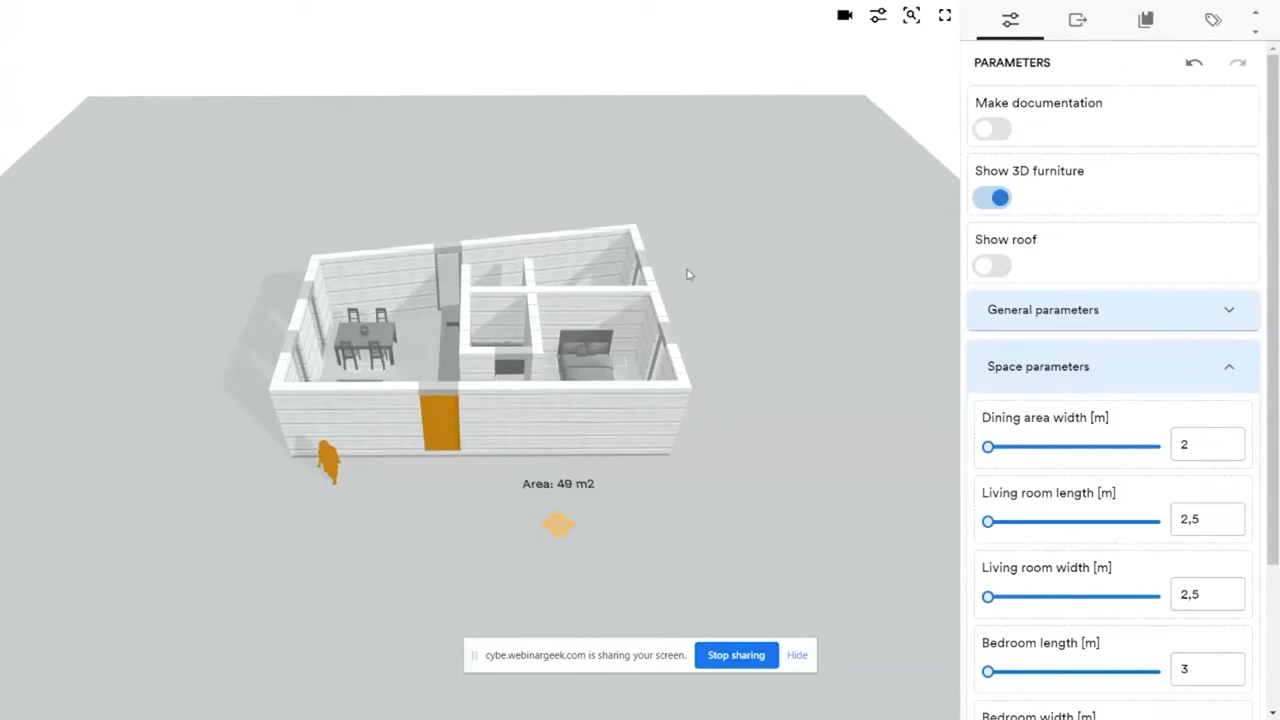 PARAMETERS
Make documentation
Show 3D furniture
Show roof
General parameters
Space parameters
Dining area width [m]
2
Living room length [m]
2,5
Living room width [m]
2,5
Bedroom length [m]
3
Bedroom width [m]
Area: 49 m2
cybe.webinargeek.com is sharing your screen.
Stop sharing
Hide